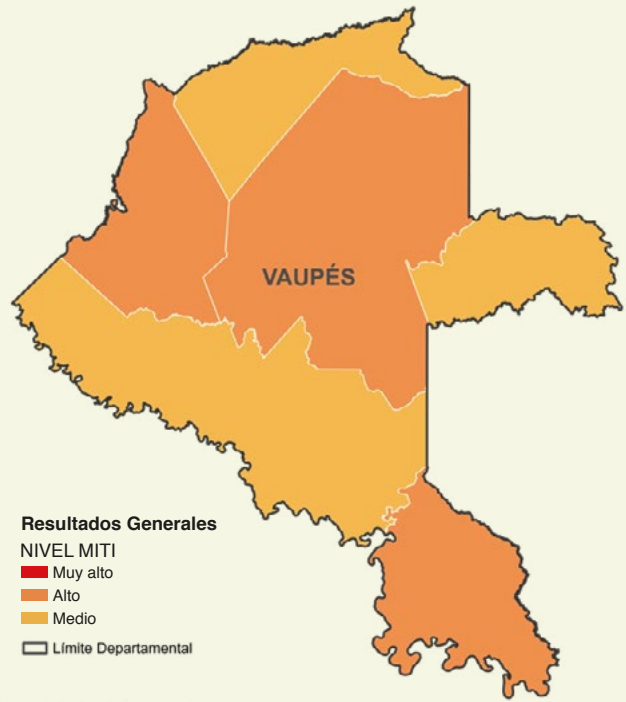 VAUPÉS
Resultados Generales
NIVEL MITI
Muy alto
Alto
Medio
Límite Departamental